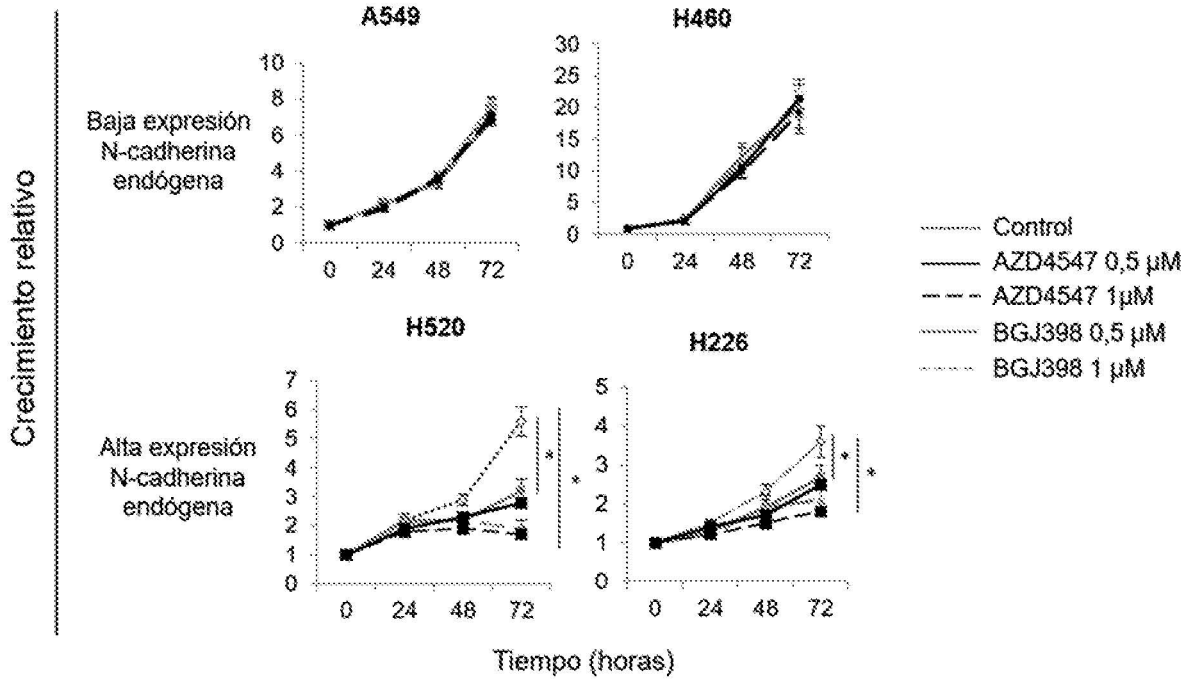 A549
H460
Crecimiento relativo
Baja expresión
N-cadherina
endógena
10
8
6
4
2
0
0 24 48 72
30
25
20
15
10
5
0
0 24 48 72
Control
AZD4547 0,5 µM
AZD4547 1µM
BGJ398 0,5 µM
BGJ398 1 µM
H520
H226
Alta expresión
N-cadherina
endógena
7
6
5
4
3
2
1
0
* *
0 24 48 72
5
4
3
2
1
0
* *
0 24 48 72
Tiempo (horas)